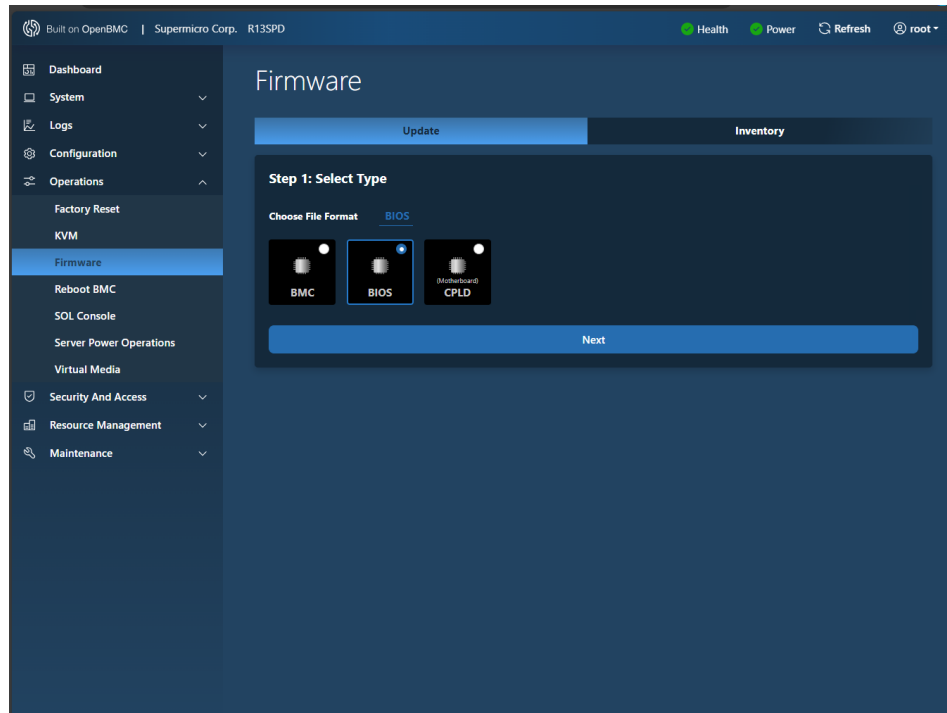 Built on OpenBMC | Supermicro Corp. R13SPD Health Power Refresh root
Dashboard
System
Logs
Configuration
Operations
Factory Reset
KVM
Firmware
Reboot BMC
SOL Console
Server Power Operations
Virtual Media
Security And Access
Resource Management
Maintenance
Firmware
Update Inventory
Step 1: Select Type
Choose File Format BIOS
BMC
BIOS
(Motherboard)
CPLD
Next